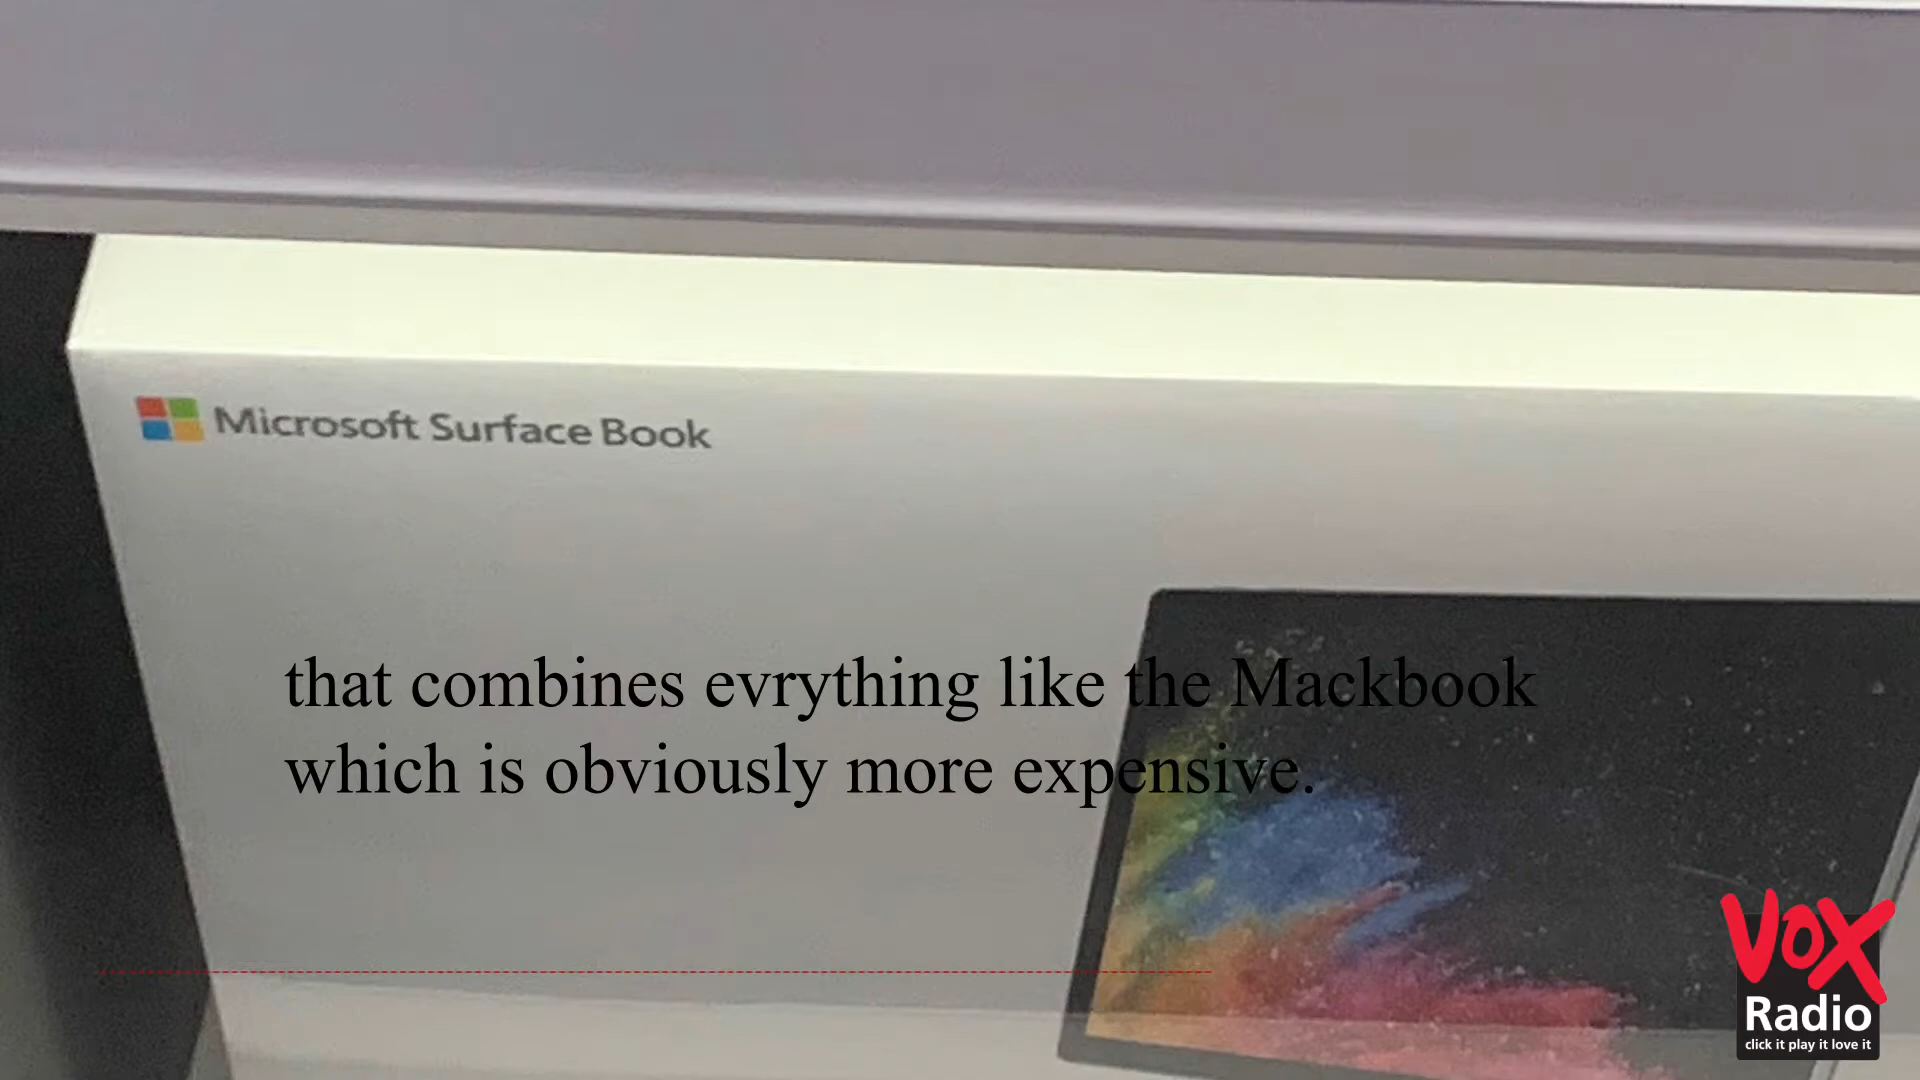 Microsoft Surface Book
that combines evrything like the Mackbook
which is obviously more expensive.
VOX
Radio
click it play it love it